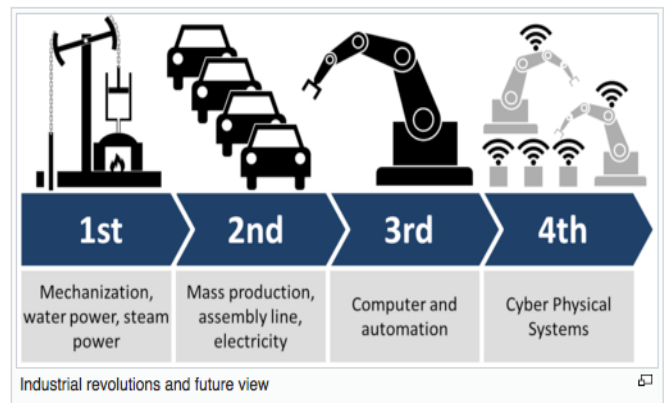 1st
2nd
3rd
4th
Mechanization,
water power, steam
power
Mass production,
assembly line,
electricity
Computer and
automation
Cyber Physical
Systems
Industrial revolutions and future view